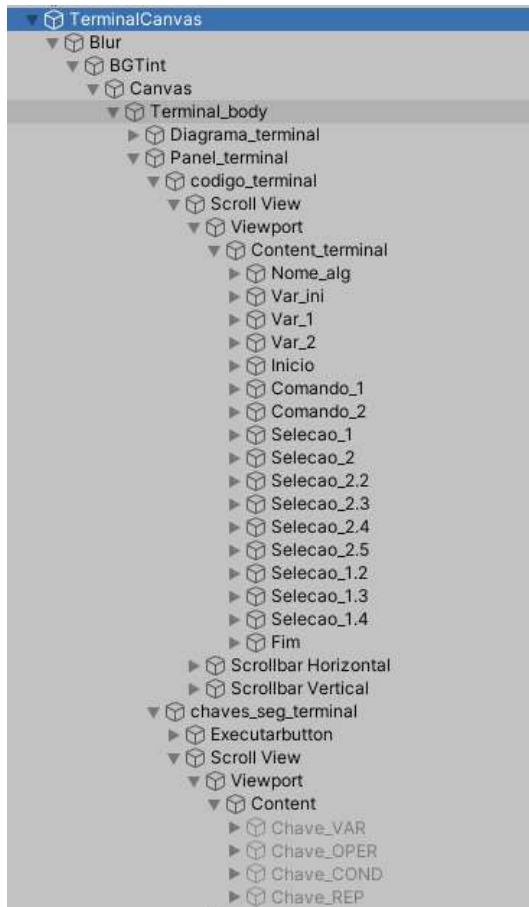 TerminalCanvas
Blur
BGTint
Canvas
Terminal_body
Diagrama_terminal
Panel_terminal
codigo_terminal
Scroll View
Viewport
Content_terminal
Nome_alg
Var_ini
Var_1
Var_2
Inicio
Comando_1
Comando_2
Selecao_1
Selecao_2
Selecao_2.2
Selecao_2.3
Selecao_2.4
Selecao_2.5
Selecao_1.2
Selecao_1.3
Selecao_1.4
Fim
Scrollbar Horizontal
Scrollbar Vertical
chaves_seg_terminal
Executarbutton
Scroll View
Viewport
Content
Chave_VAR
Chave_OPER
Chave_COND
Chave_REP